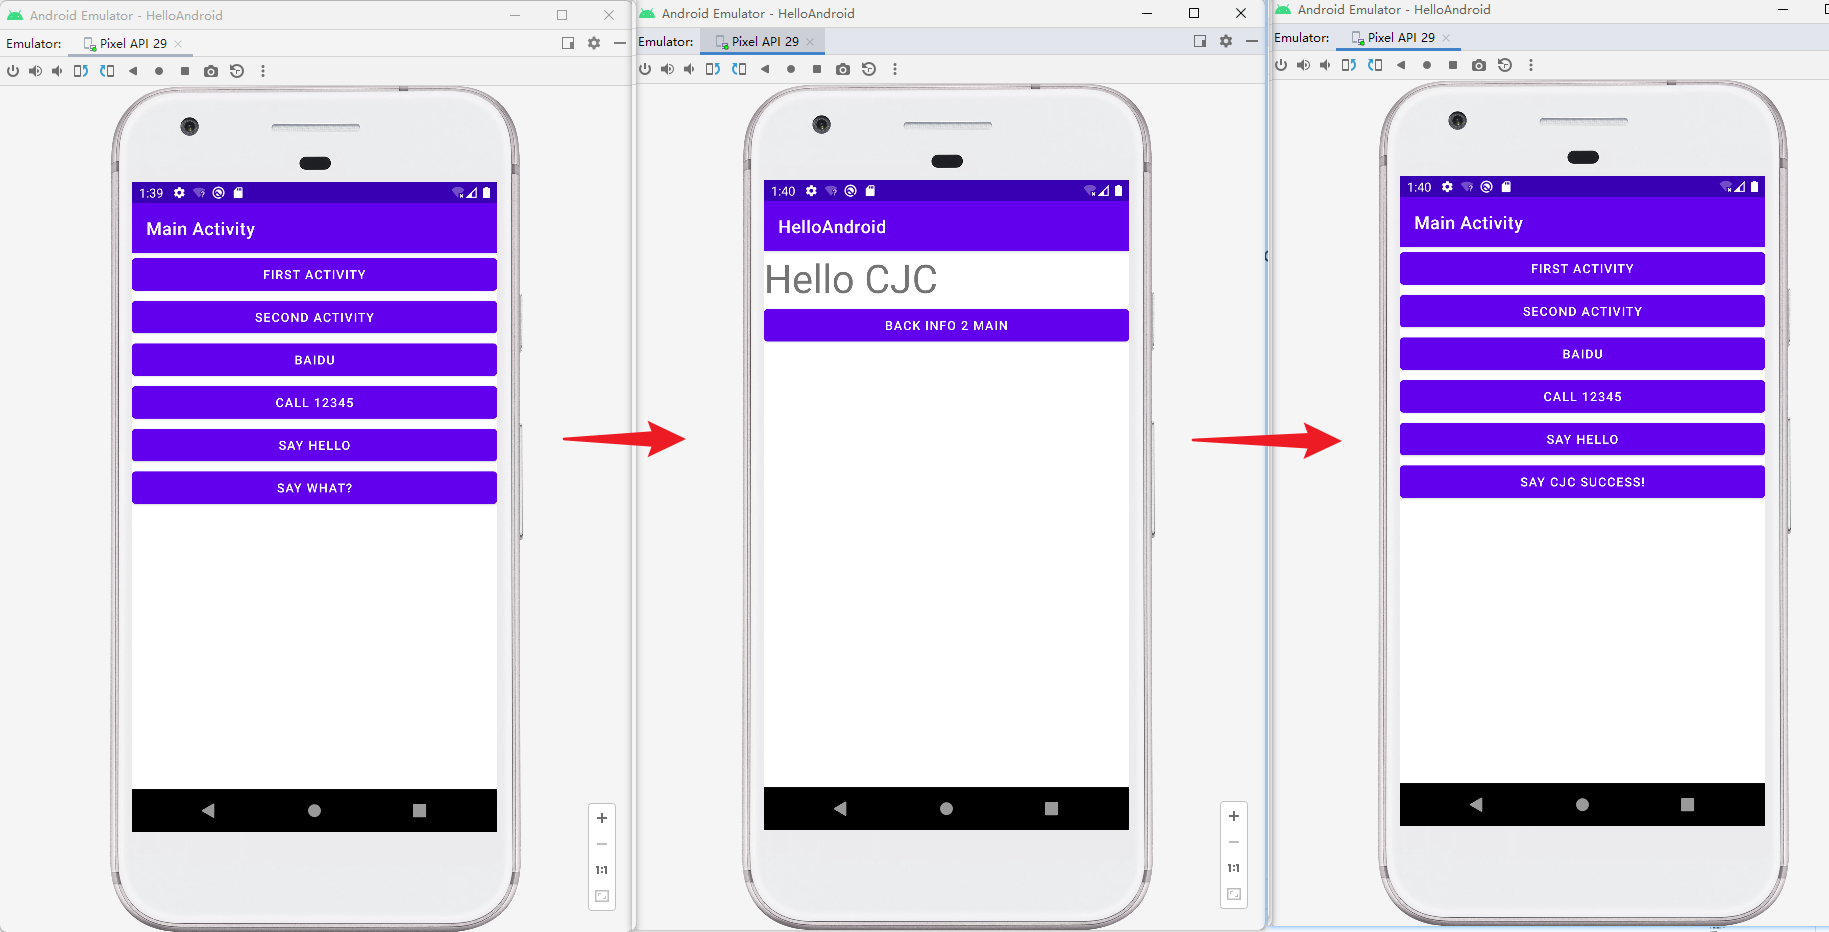 Android Emulator - HelloAndroid
Emulator: Pixel API 29
1:39
Main Activity
FIRST ACTIVITY
SECOND ACTIVITY
BAIDU
CALL 12345
SAY HELLO
SAY WHAT?
1:1
Android Emulator - HelloAndroid
Emulator: Pixel API 29
1:40
HelloAndroid
Hello CJC
BACK INFO 2 MAIN
1:1
Android Emulator - HelloAndroid
Emulator: Pixel API 29
1:40
Main Activity
FIRST ACTIVITY
SECOND ACTIVITY
BAIDU
CALL 12345
SAY HELLO
SAY CJC SUCCESS!